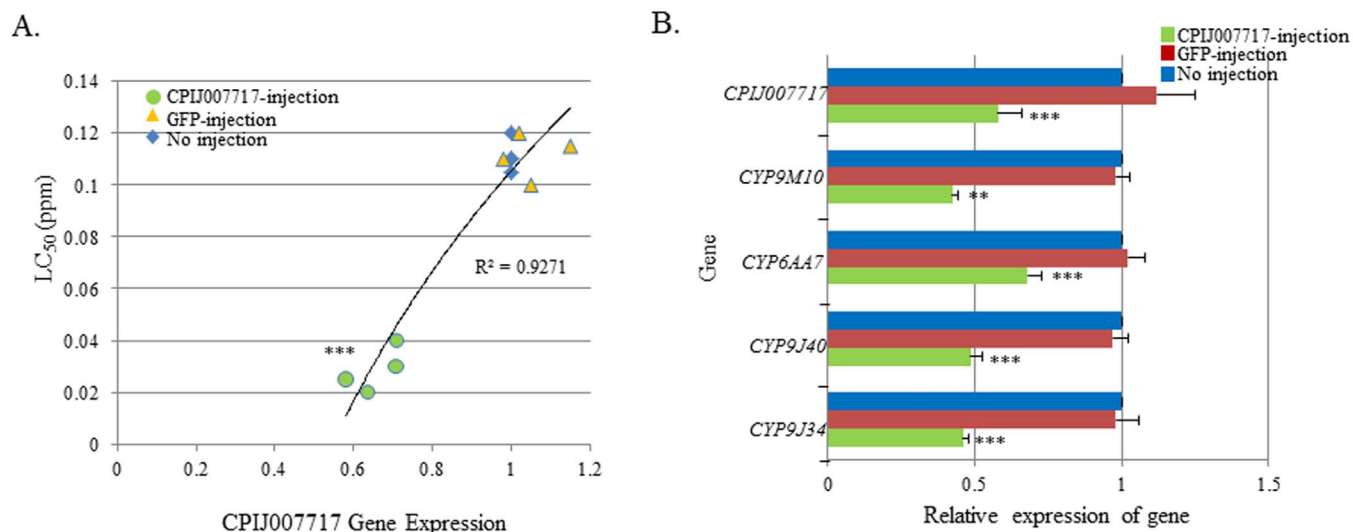 A.
0.14
0.12
0.1
0.08
0.06
0.04
0.02
0
0
0.2
0.4
0.6
0.8
1
1.2
LC50 (ppm)
CPIJ007717 Gene Expression
CPIJ007717-injection
GFP-injection
No injection
R² = 0.9271
***
B.
CPIJ007717-injection
GFP-injection
No injection
Gene
CPIJ007717
***
CYP9M10
**
CYP6AA7
***
CYP9J40
***
CYP9J34
***
0
0.5
1
1.5
Relative expression of gene